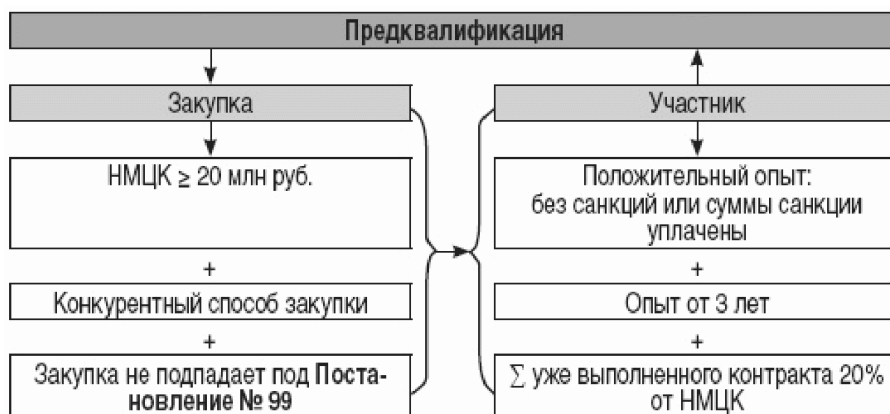 Предквалификация
Закупка
НМЦК ≥ 20 млн руб.
+
Конкурентный способ закупки
+
Закупка не подпадает под Поста-
новление № 99
Участник
Положительный опыт:
без санкций или суммы санкции
уплачены
+
Опыт от 3 лет
+
∑ уже выполненного контракта 20%
от НМЦК